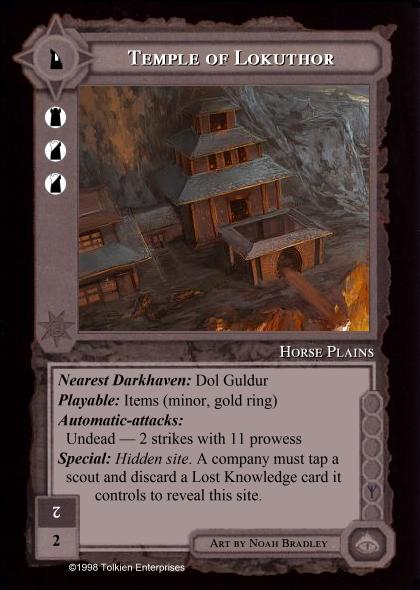 Temple of Lokuthor
Horse Plains
Nearest Darkhaven: Dol Guldur
Playable: Items (minor, gold ring)
Automatic-attacks:
Undead — 2 strikes with 11 prowess
Special: Hidden site. A company must tap a
scout and discard a Lost Knowledge card it
controls to reveal this site.
2
2
Art by Noah Bradley
©1998 Tolkien Enterprises